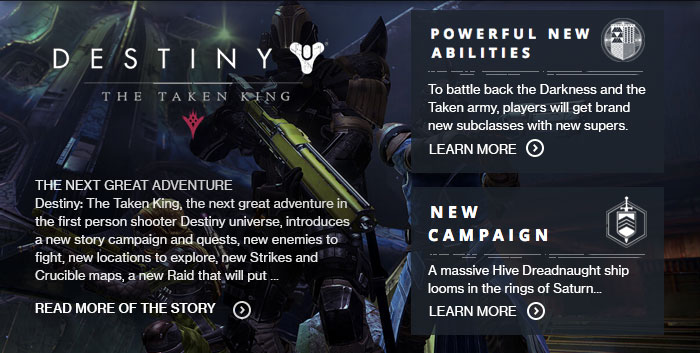 DESTINY
THE TAKEN KING
THE NEXT GREAT ADVENTURE
Destiny: The Taken King, the next great adventure in
the first person shooter Destiny universe, introduces
a new story campaign and quests, new enemies to
fight, new locations to explore, new Strikes and
Crucible maps, a new Raid that will put ...
READ MORE OF THE STORY
POWERFUL NEW
ABILITIES
To battle back the Darkness and the
Taken army, players will get brand
new subclasses with new supers.
LEARN MORE
NEW
CAMPAIGN
A massive Hive Dreadnaught ship
looms in the rings of Saturn...
LEARN MORE